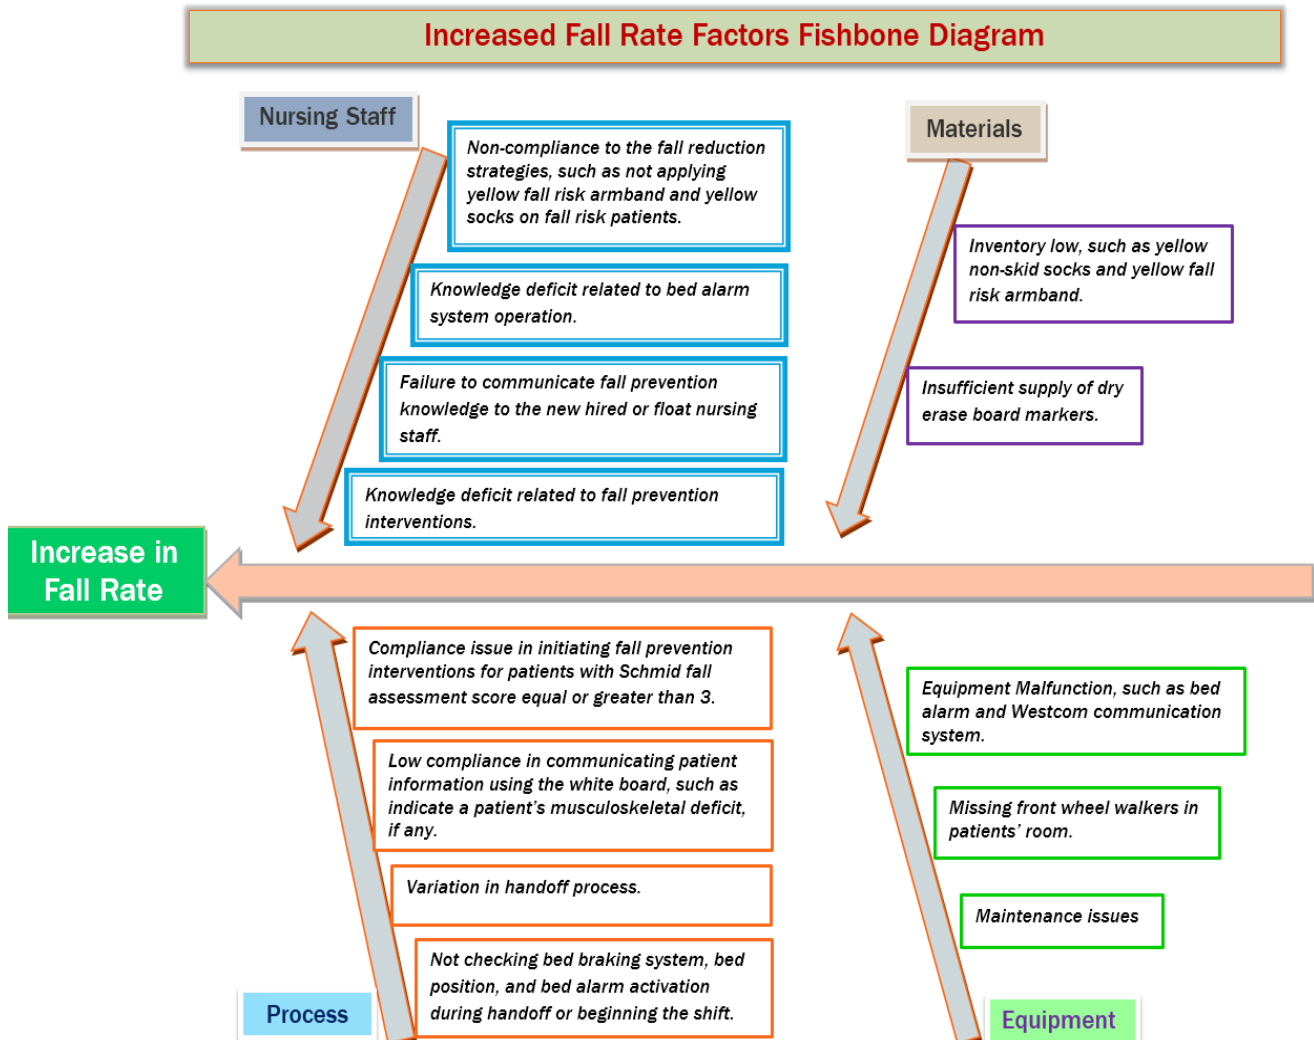 Increased Fall Rate Factors Fishbone Diagram
Nursing Staff
Non-compliance to the fall reduction
strategies, such as not applying
yellow fall risk armband and yellow
socks on fall risk patients.
Knowledge deficit related to bed alarm
system operation.
Failure to communicate fall prevention
knowledge to the new hired or float nursing
staff.
Knowledge deficit related to fall prevention
interventions.
Materials
Inventory low, such as yellow
non-skid socks and yellow fall
risk armband.
Insufficient supply of dry
erase board markers.
Increase in
Fall Rate
Compliance issue in initiating fall prevention
interventions for patients with Schmid fall
assessment score equal or greater than 3.
Low compliance in communicating patient
information using the white board, such as
indicate a patient’s musculoskeletal deficit,
if any.
Variation in handoff process.
Not checking bed braking system, bed
position, and bed alarm activation
during handoff or beginning the shift.
Process
Equipment Malfunction, such as bed
alarm and Westcom communication
system.
Missing front wheel walkers in
patients’ room.
Maintenance issues
Equipment